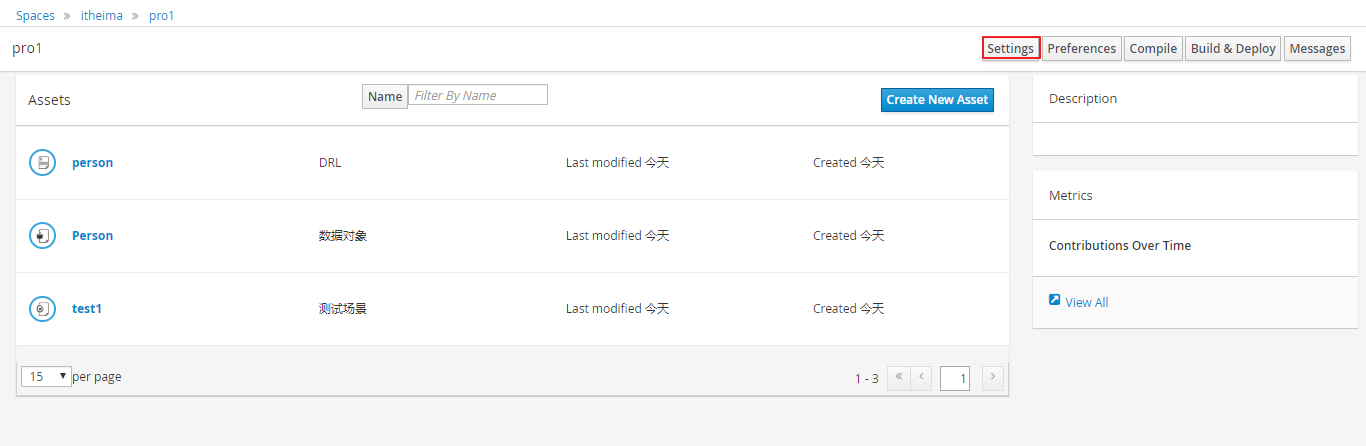 Spaces » itheima » pro1
pro1
Settings Preferences Compile Build & Deploy Messages
Assets Name Filter By Name Create New Asset
person DRL Last modified 今天 Created 今天
Person 数据对象 Last modified 今天 Created 今天
test1 测试场景 Last modified 今天 Created 今天
15 per page 1 - 3 1
Description
Metrics
Contributions Over Time
View All